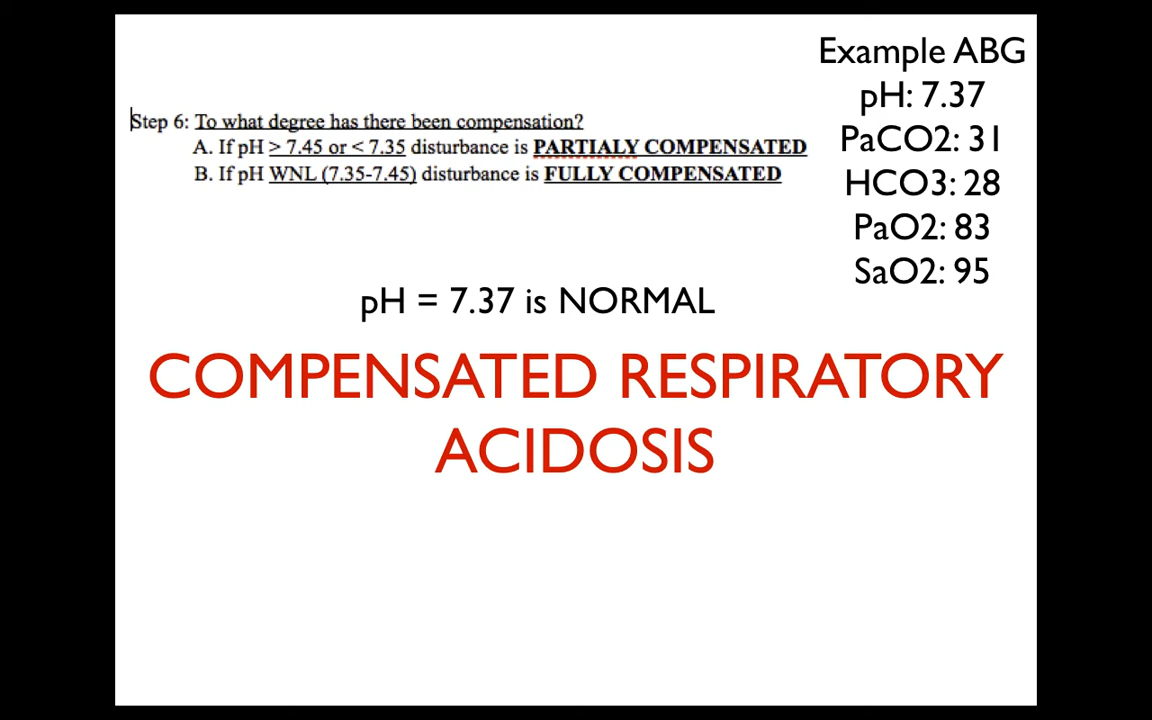 Step 6: To what degree has there been compensation?
A. If pH > 7.45 or < 7.35 disturbance is PARTIALY COMPENSATED
B. If pH WNL (7.35-7.45) disturbance is FULLY COMPENSATED
Example ABG
pH: 7.37
PaCO2: 31
HCO3: 28
PaO2: 83
SaO2: 95
pH = 7.37 is NORMAL
COMPENSATED RESPIRATORY
ACIDOSIS